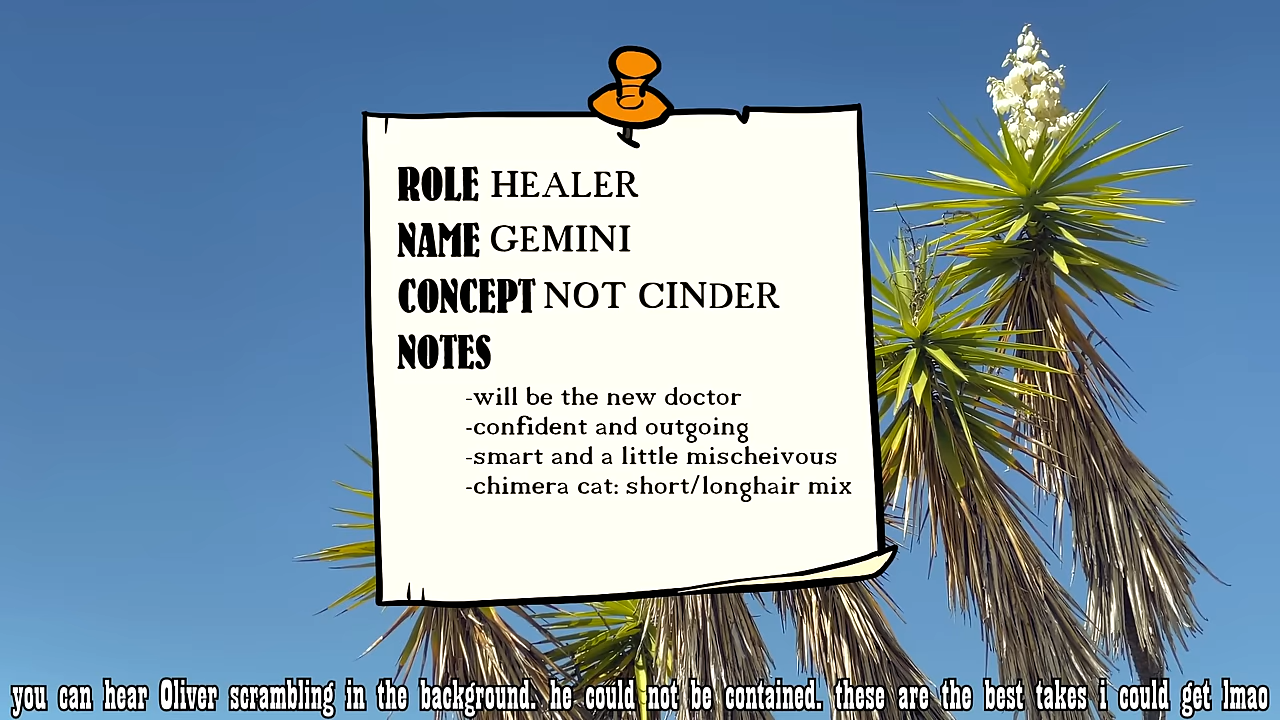 ROLE HEALER
NAME GEMINI
CONCEPT NOT CINDER
NOTES
-will be the new doctor
-confident and outgoing
-smart and a little mischeivous
-chimera cat: short/longhair mix
you can hear Oliver scrambling in the background. he could not be contained. these are the best takes i could get lmao